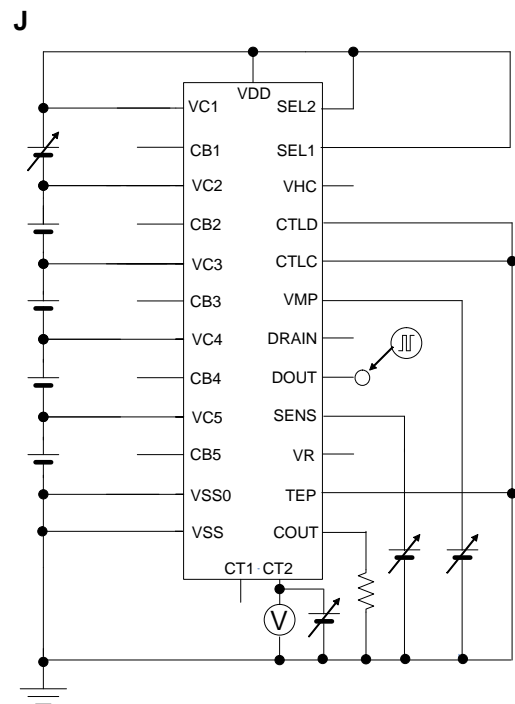 J
VDD
VC1
SEL2
CB1
SEL1
VC2
VHC
CB2
CTLD
VC3
CTLC
CB3
VMP
VC4
DRAIN
CB4
DOUT
VC5
SENS
CB5
VR
VSS0
TEP
VSS
COUT
CT1 CT2
V